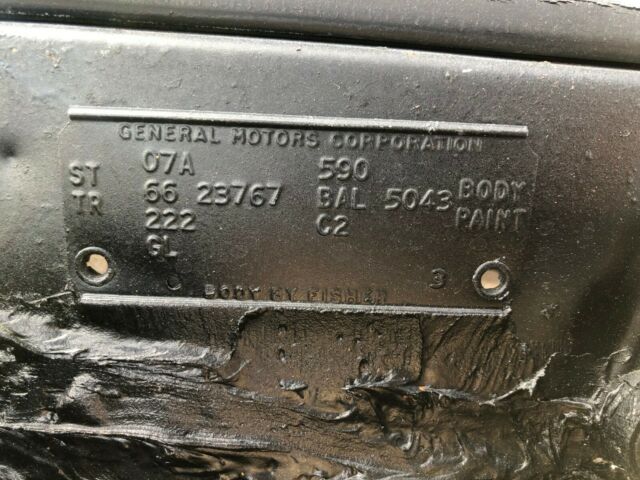 GENERAL MOTORS CORPORATION
07A 590
ST 66 23767 BAL 5043 BODY
TR 222 C2 PAINT
GL
3
BODY BY FISHER